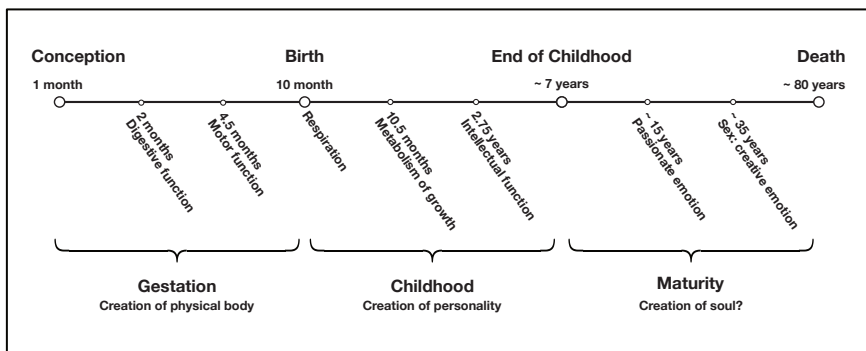 Conception
Birth
End of Childhood
Death
1 month
10 month
~ 7 years
~ 80 years
2 months
Digestive function
4.5 months
Motor function
Respiration
10.5 months
Metabolism of growth
2.75 years
Intellectual function
~ 15 years
Passionate emotion
~ 35 years
Sex: creative emotion
Gestation
Creation of physical body
Childhood
Creation of personality
Maturity
Creation of soul?